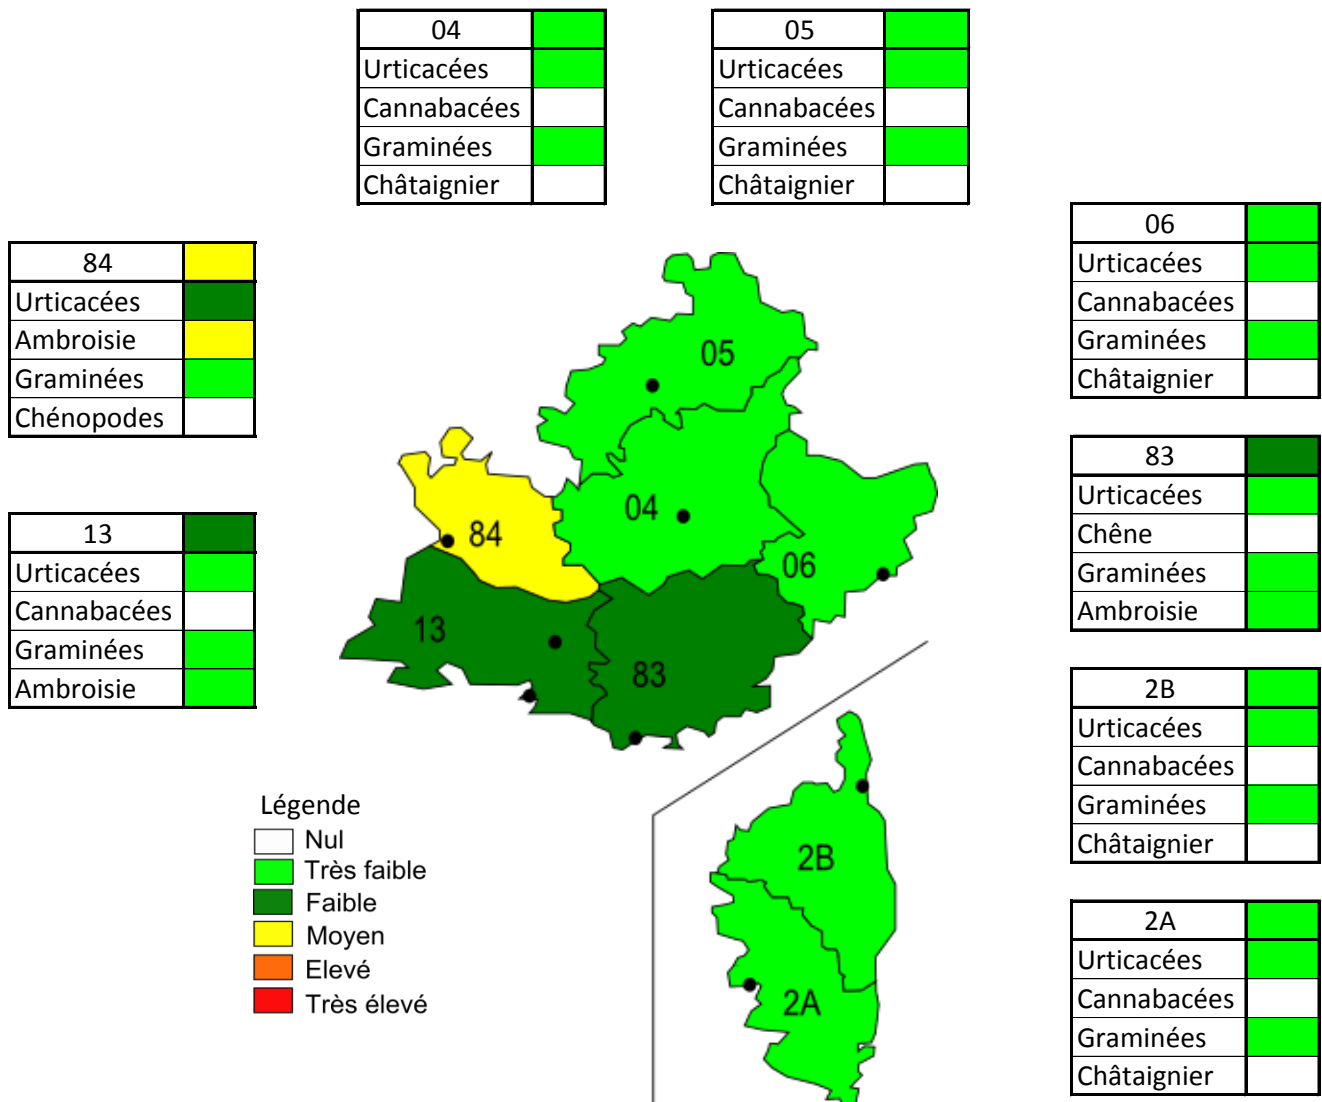 04
Urticacées
Cannabacées
Graminées
Châtaignier
05
Urticacées
Cannabacées
Graminées
Châtaignier
06
Urticacées
Cannabacées
Graminées
Châtaignier
84
Urticacées
Ambroisie
Graminées
Chénopodes
83
Urticacées
Chêne
Graminées
Ambroisie
13
Urticacées
Cannabacées
Graminées
Ambroisie
2B
Urticacées
Cannabacées
Graminées
Châtaignier
2A
Urticacées
Cannabacées
Graminées
Châtaignier
05
04
84
06
13
83
2B
2A
Légende
Nul
Très faible
Faible
Moyen
Elevé
Très élevé